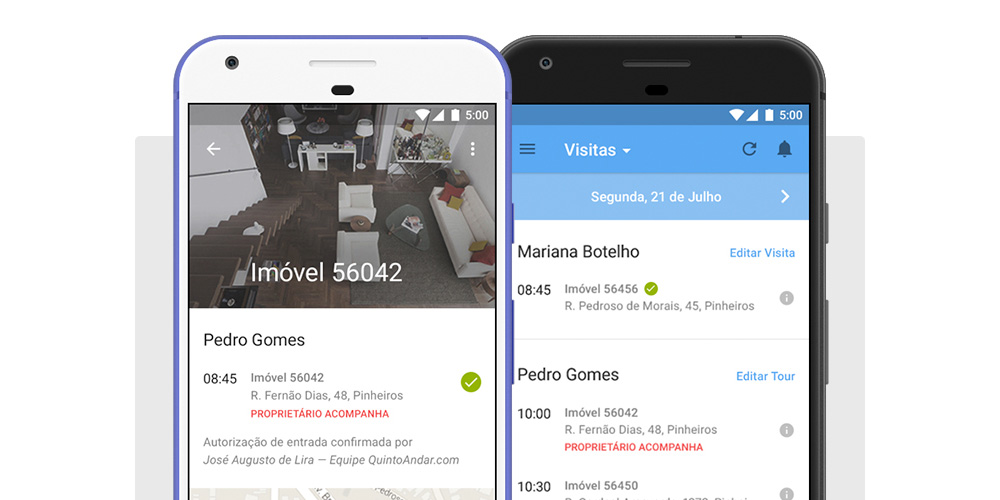 5:00
Imóvel 56042
Pedro Gomes
08:45 Imóvel 56042
R. Fernão Dias, 48, Pinheiros
PROPRIETÁRIO ACOMPANHA
Autorização de entrada confirmada por
José Augusto de Lira — Equipe QuintoAndar.com
5:00
Visitas
Segunda, 21 de Julho
Mariana Botelho Editar Visita
08:45 Imóvel 56456
R. Pedroso de Morais, 45, Pinheiros
Pedro Gomes Editar Tour
10:00 Imóvel 56042
R. Fernão Dias, 48, Pinheiros
PROPRIETÁRIO ACOMPANHA
10:30 Imóvel 56450